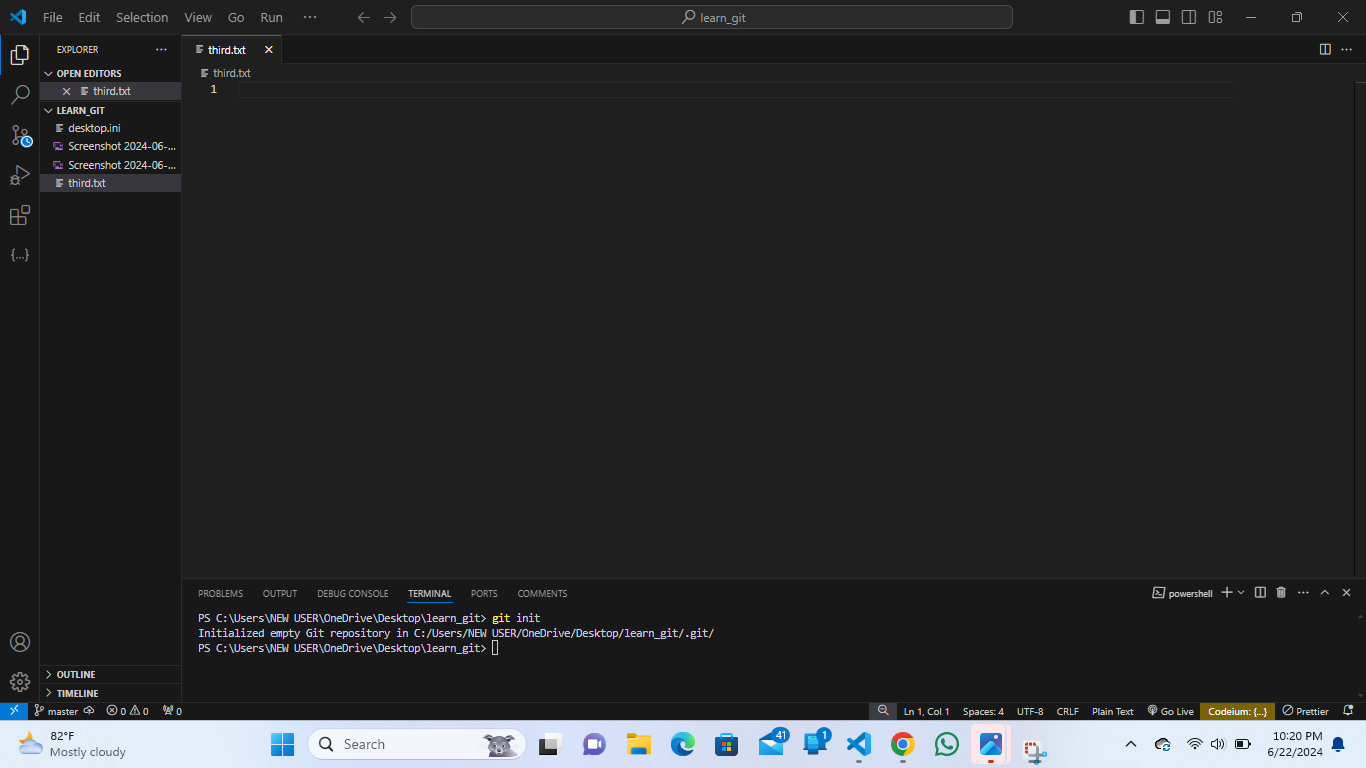 File Edit Selection View Go Run ··· learn_git
EXPLORER ···
OPEN EDITORS
third.txt
LEARN_GIT
desktop.ini
Screenshot 2024-06-...
Screenshot 2024-06-...
third.txt
OUTLINE
TIMELINE
third.txt
third.txt
1
PROBLEMS OUTPUT DEBUG CONSOLE TERMINAL PORTS COMMENTS powershell
PS C:\Users\NEW USER\OneDrive\Desktop\learn_git> git init
Initialized empty Git repository in C:/Users/NEW USER/OneDrive/Desktop/learn_git/.git/
PS C:\Users\NEW USER\OneDrive\Desktop\learn_git>
master 0 0 0 Ln 1, Col 1 Spaces: 4 UTF-8 CRLF Plain Text Go Live Codeium: {...} Prettier
82°F
Mostly cloudy
Search
41
1
10:20 PM
6/22/2024